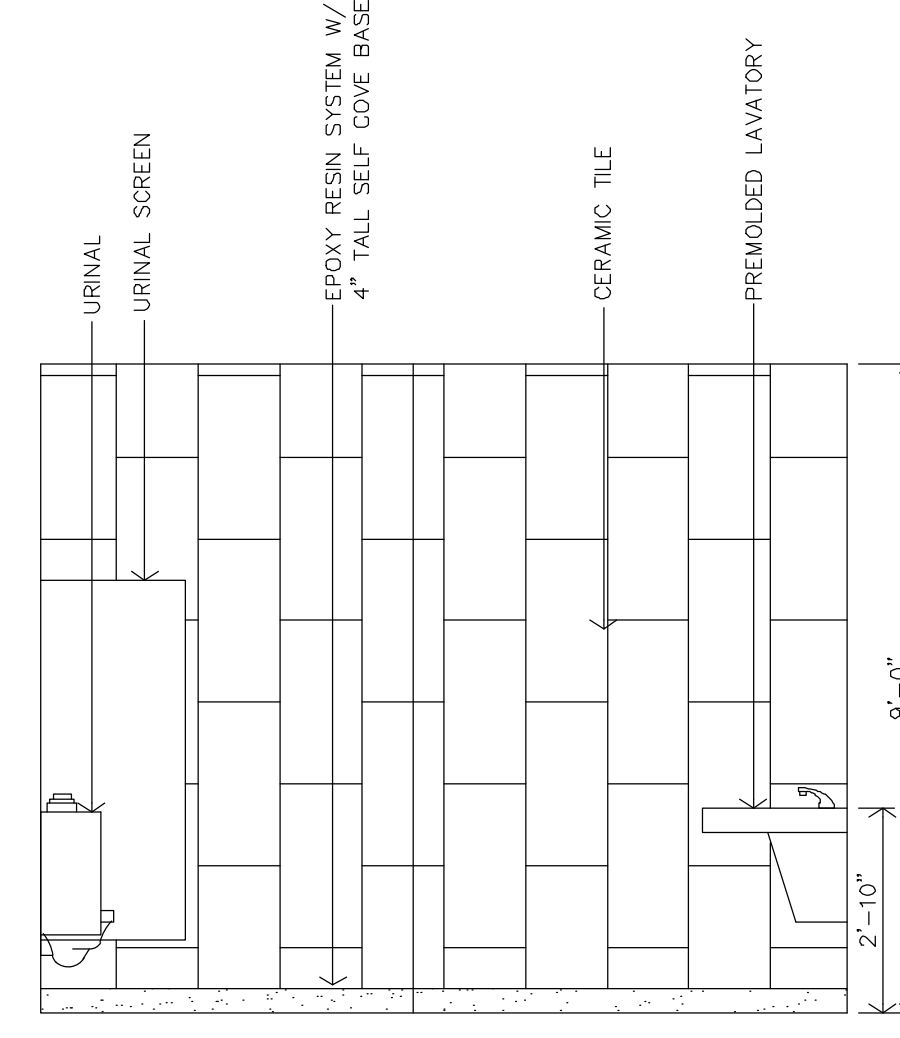 URINAL
URINAL SCREEN
EPOXY RESIN SYSTEM W/
4” TALL SELF COVE BASE
CERAMIC TILE
PREMOLDED LAVATORY
2’-10”